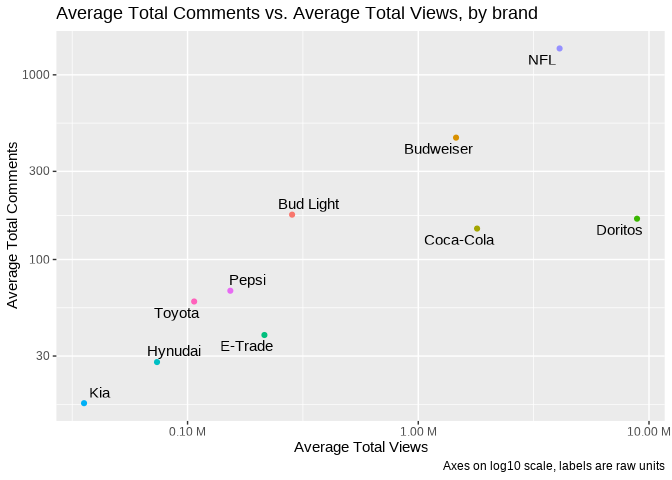 Average Total Comments vs. Average Total Views, by brand
NFL
1000
Budweiser
300
Bud Light
Doritos
Coca-Cola
100
Pepsi
Toyota
E-Trade
Hynudai
30
Kia
Average Total Comments
0.10 M
1.00 M
10.00 M
Average Total Views
Axes on log10 scale, labels are raw units